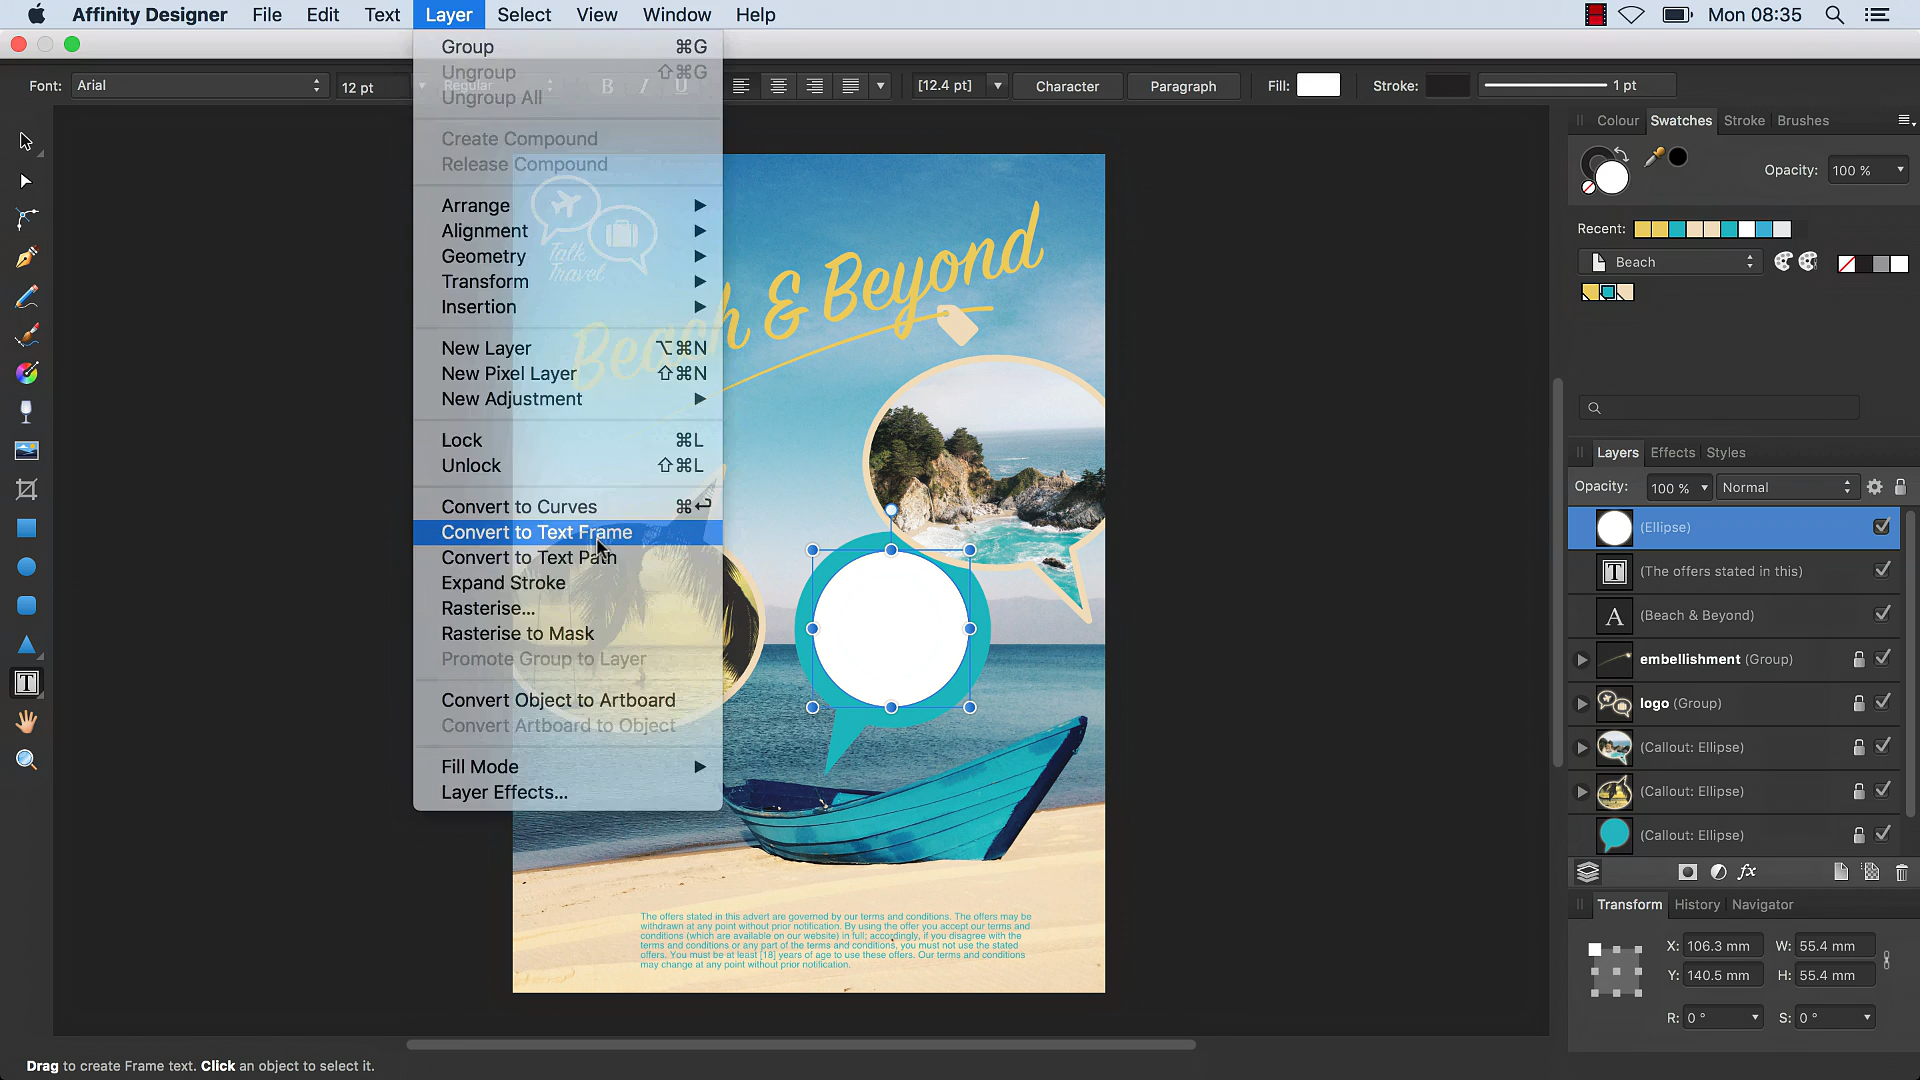 Affinity Designer File Edit Text Layer Select View Window Help Mon 08:35
Font: Arial 12 pt Regular B I U [12.4 pt] Character Paragraph Fill: Stroke: 1 pt
Group ⌘G
Ungroup ⇧⌘G
Ungroup All
Create Compound
Release Compound
Arrange
Alignment
Geometry
Transform
Insertion
New Layer ⌥⌘N
New Pixel Layer ⇧⌘N
New Adjustment
Lock ⌘L
Unlock ⇧⌘L
Convert to Curves ⌘↩
Convert to Text Frame
Convert to Text Path
Expand Stroke
Rasterise...
Rasterise to Mask
Promote Group to Layer
Convert Object to Artboard
Convert Artboard to Object
Fill Mode
Layer Effects...
Talk
Travel
Beach & Beyond
The offers stated in this advert are governed by our terms and conditions. The offers may be
withdrawn at any point without prior notification. By using the offer you accept our terms and
conditions (which are available on our website) in full; accordingly, if you disagree with the
terms and conditions or any part of the terms and conditions, you must not use the stated
offers. You must be at least [18] years of age to use these offers. Our terms and conditions
may change at any point without prior notification.
Colour Swatches Stroke Brushes
Opacity: 100 %
Recent:
Beach
Layers Effects Styles
Opacity: 100 % Normal
(Ellipse)
T (The offers stated in this)
A (Beach & Beyond)
embellishment (Group)
logo (Group)
(Callout: Ellipse)
(Callout: Ellipse)
(Callout: Ellipse)
fx
Transform History Navigator
X: 106.3 mm W: 55.4 mm
Y: 140.5 mm H: 55.4 mm
R: 0 ° S: 0 °
T
Drag to create Frame text. Click an object to select it.